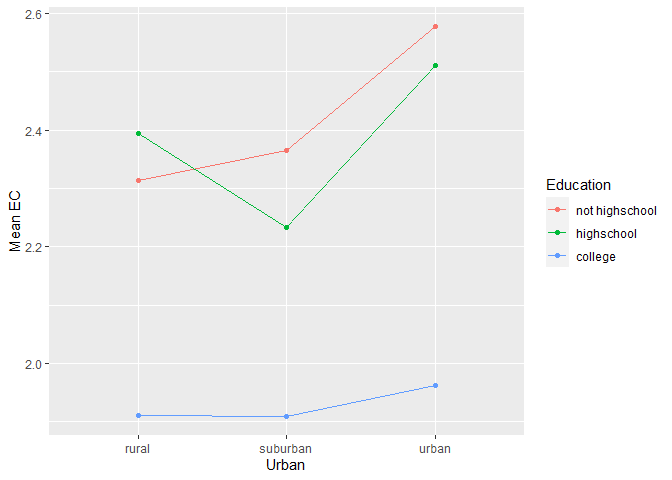 2.6
2.4
2.2
2.0
Mean EC
rural
suburban
urban
Urban
Education
not highschool
highschool
college